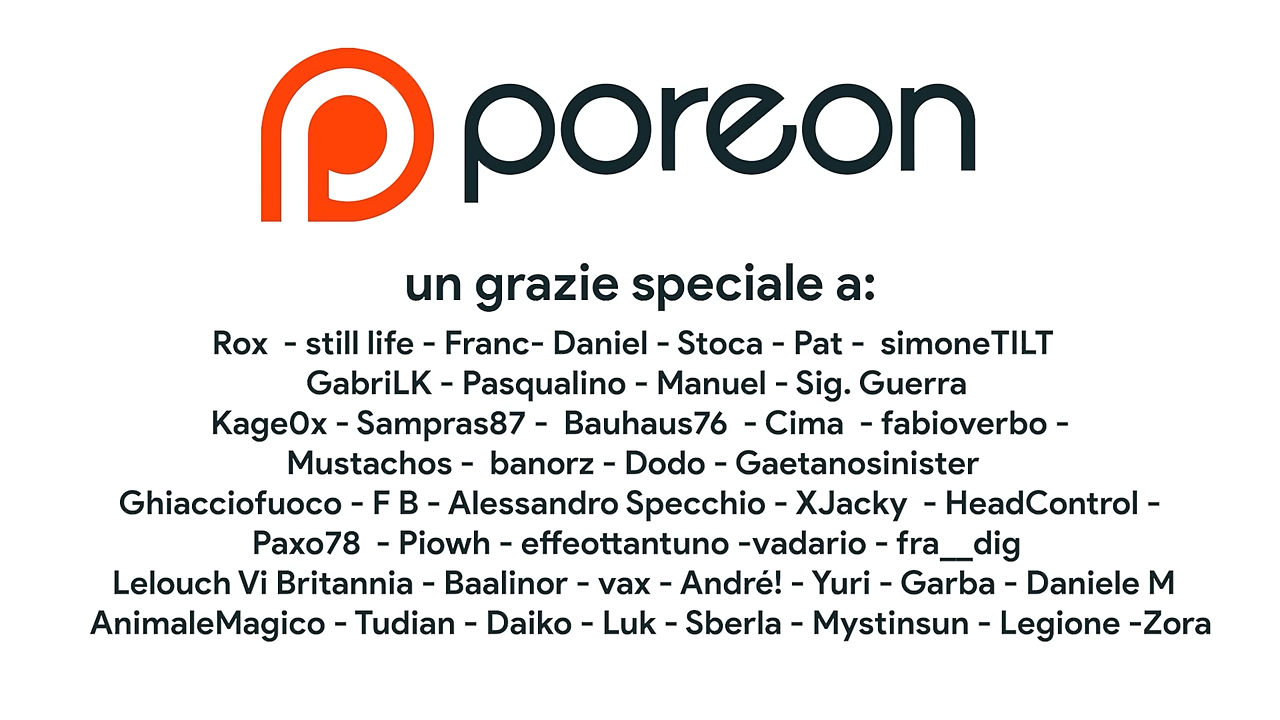 poreon
un grazie speciale a:
Rox - still life - Franc- Daniel - Stoca - Pat - simoneTILT
GabriLK - Pasqualino - Manuel - Sig. Guerra
Kage0x - Sampras87 - Bauhaus76 - Cima - fabioverbo -
Mustachos - banorz - Dodo - Gaetanosinister
Ghiacciofuoco - F B - Alessandro Specchio - XJacky - HeadControl -
Paxo78 - Piowh - effeottantuno -vadario - fra__dig
Lelouch Vi Britannia - Baalinor - vax - André! - Yuri - Garba - Daniele M
AnimaleMagico - Tudian - Daiko - Luk - Sberla - Mystinsun - Legione -Zora